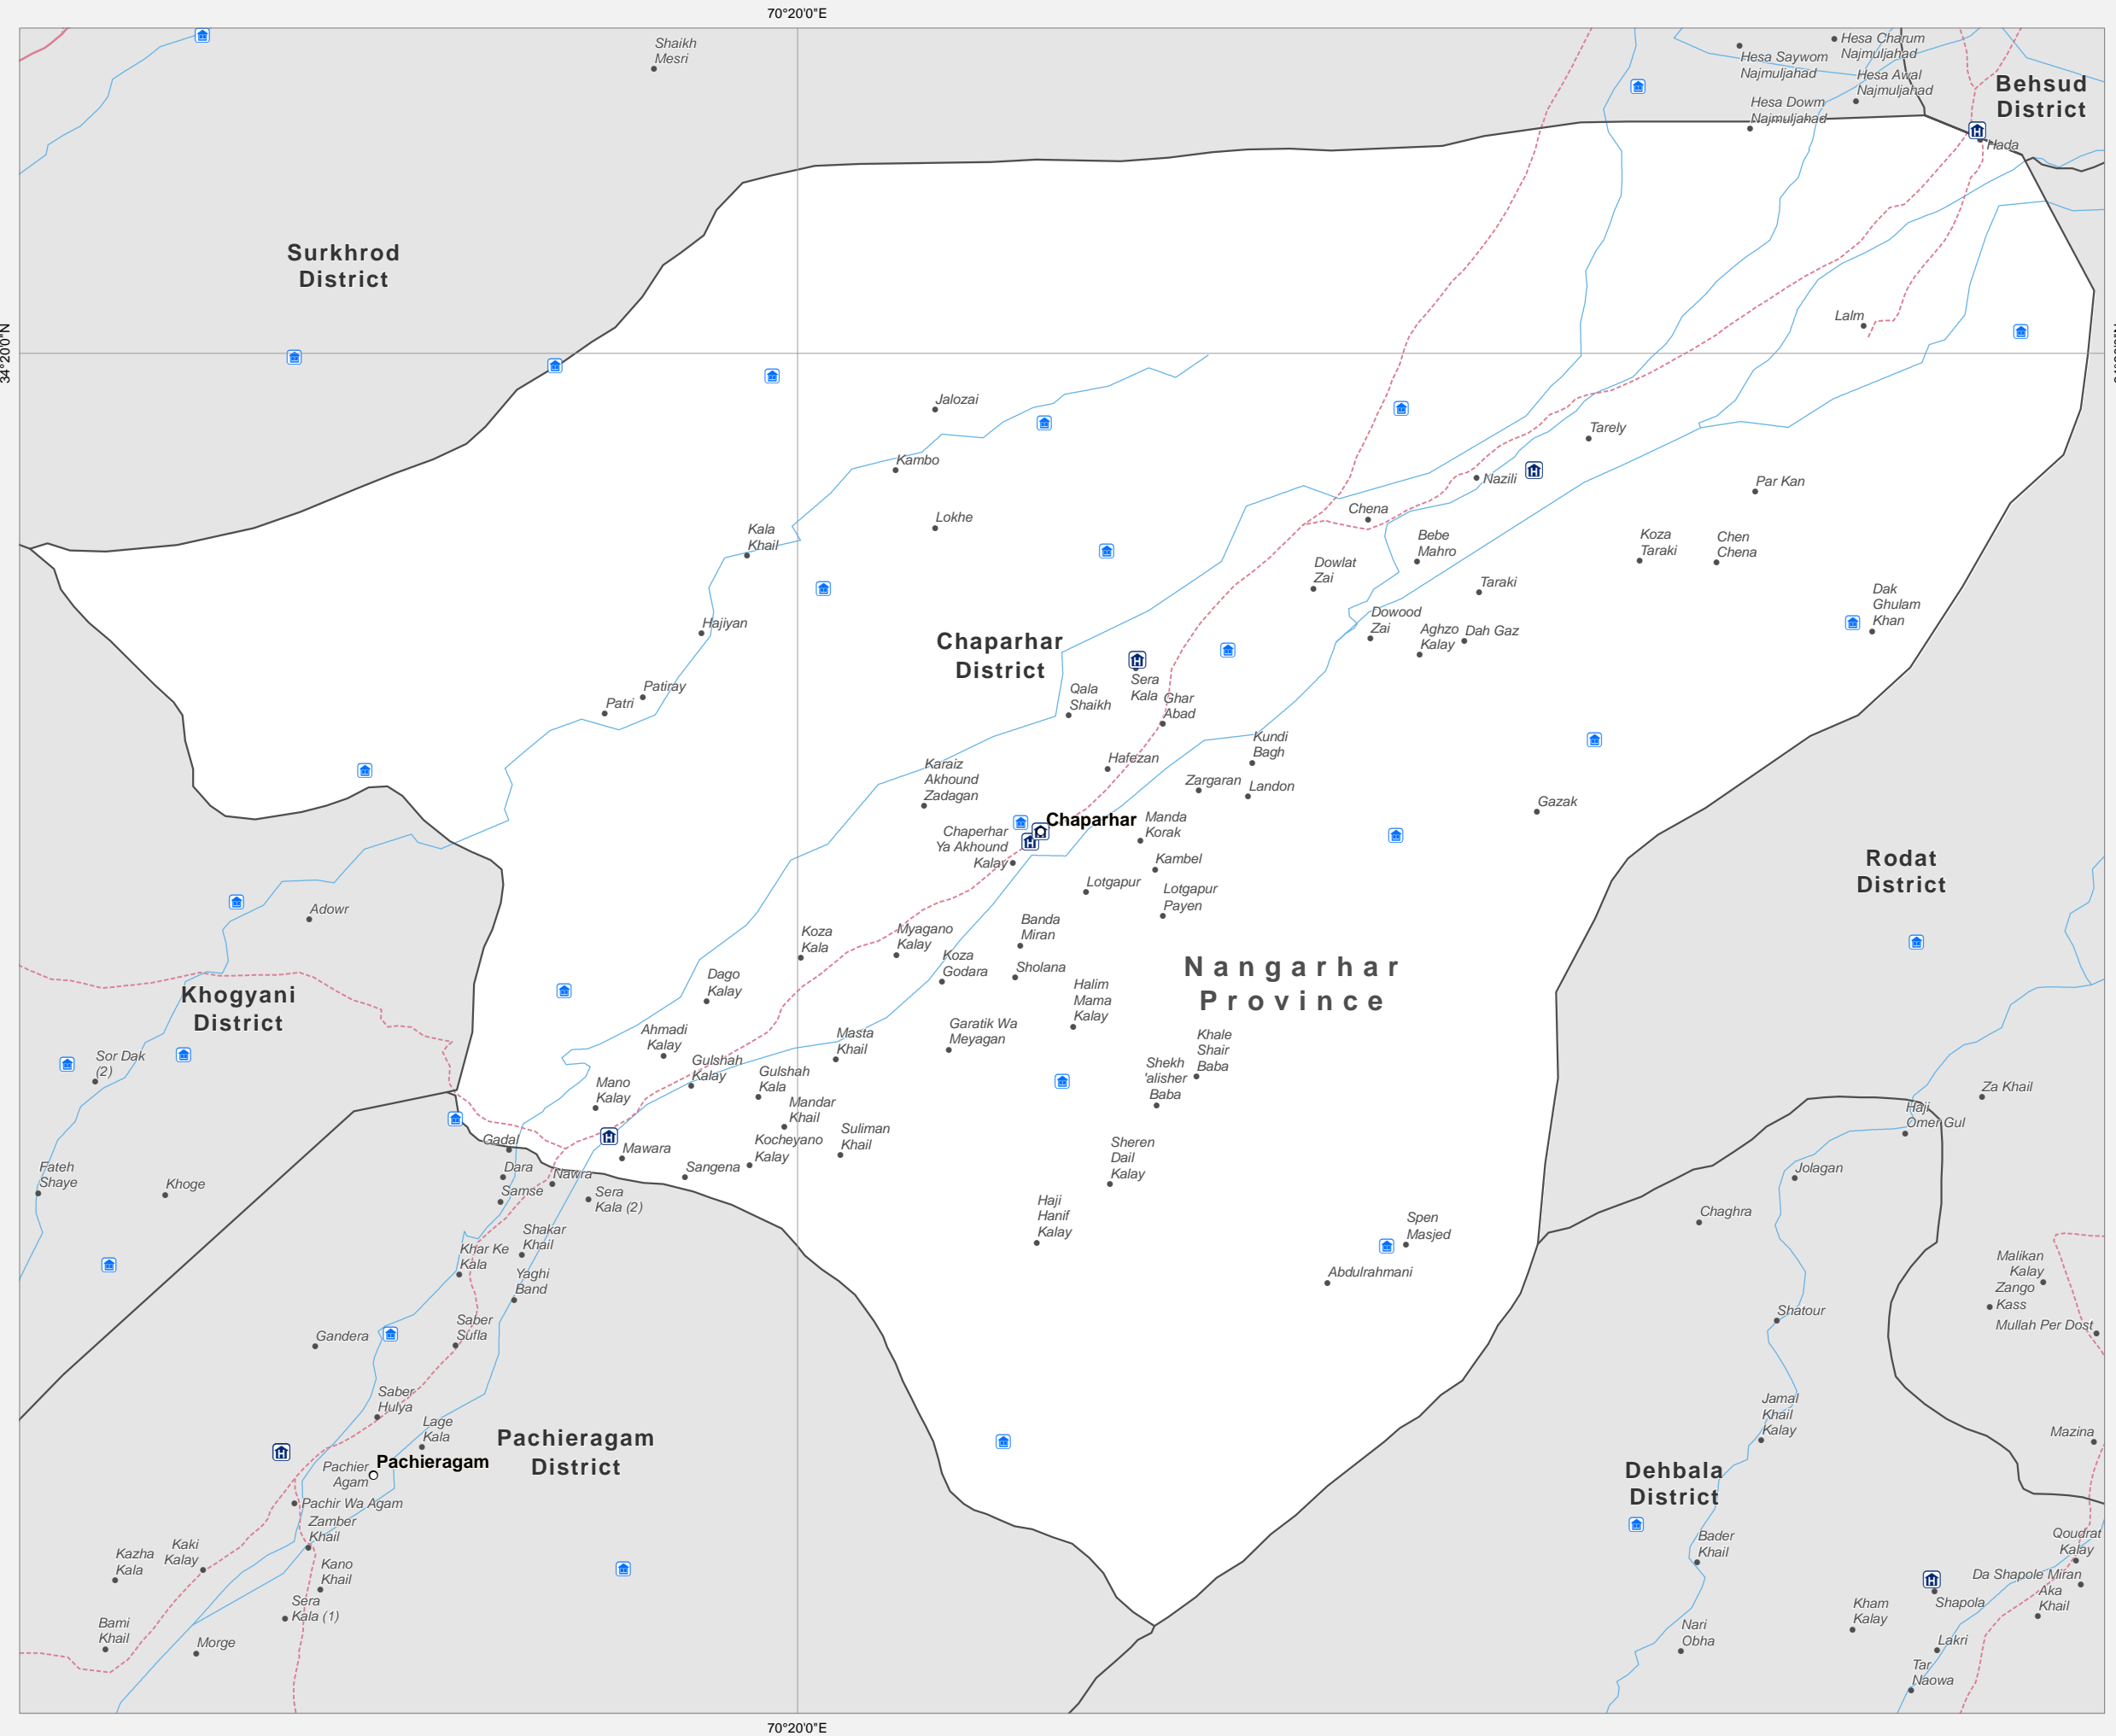 70°20'0"E
Shaikh
Mesri
Hesa Saywom
Najmuljahad
Hesa Charum
Najmuljahad
Hesa Awal
Najmuljahad
Hesa Dowm
Najmuljahad
Behsud
District
Hada
Surkhrod
District
34°20'0"N
Lalm
Jalozai
Kambo
Lokhe
Kala
Khail
Hajiyan
Patiray
Patri
Tarely
Nazili
Par Kan
Chena
Bebe
Mahro
Koza
Taraki
Chen
Chena
Dowlat
Zai
Taraki
Dak
Ghulam
Khan
Dowood
Zai
Aghzo
Kalay
Dah Gaz
Chaparhar
District
Sera
Kala
Qala
Shaikh
Ghar
Abad
Kundi
Bagh
Hafezan
Karaiz
Akhound
Zadagan
Zargaran
Landon
Gazak
Chaparhar
Manda
Korak
Chaperhar
Ya Akhound
Kalay
Kambel
Lotgapur
Lotgapur
Payen
Rodat
District
Adowr
Banda
Miran
Koza
Kala
Myagano
Kalay
Koza
Godara
Sholana
Nangarhar
Province
Dago
Kalay
Halim
Mama
Kalay
Khogyani
District
Ahmadi
Kalay
Masta
Khail
Garatik Wa
Meyagan
Khale
Shair
Baba
Sor Dak
(2)
Gulshah
Kalay
Gulshah
Kala
Shekh
'alisher
Baba
Mano
Kalay
Mandar
Khail
Za Khail
Haji
Omer Gul
Gadal
Mawara
Kocheyano
Kalay
Suliman
Khail
Sheren
Dail
Kalay
Fateh
Shaye
Khoge
Dara
Nawra
Sangena
Jolagan
Samse
Sera
Kala (2)
Haji
Hanif
Kalay
Chaghra
Spen
Masjed
Shakar
Khail
Khar Ke
Kala
Yaghi
Band
Abdulrahmani
Malikan
Kalay
Zango
Kass
Mullah Per Dost
Shatour
Gandera
Saber
Sufla
Saber
Hulya
Lage
Kala
Jamal
Khail
Kalay
Mazina
Pachieragam
District
Pachieragam
Pachier
Agam
Dehbala
District
Pachir Wa Agam
Zamber
Khail
Bader
Khail
Qoudrat
Kalay
Kazha
Kala
Kaki
Kalay
Kano
Khail
Da Shapole Miran
Aka
Khail
Shapola
Sera
Kala (1)
Kham
Kalay
Bami
Khail
Morge
Nari
Obha
Lakri
Tar
Naowa
70°20'0"E